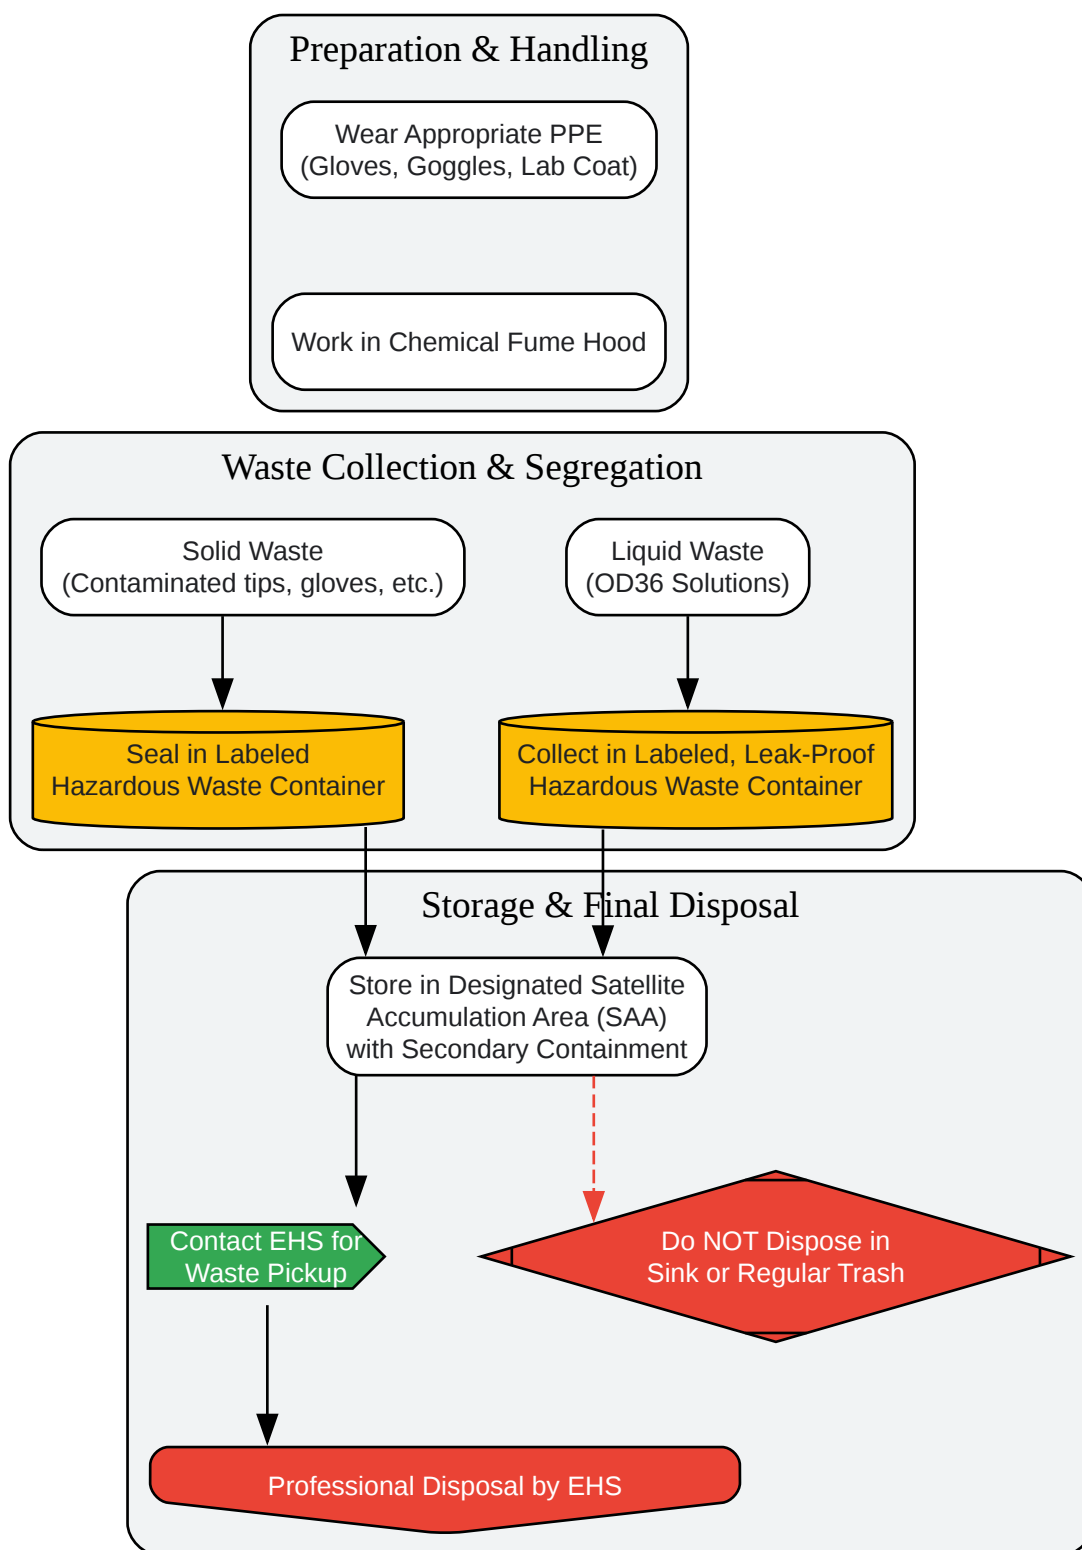 Preparation & Handling
Wear Appropriate PPE
(Gloves, Goggles, Lab Coat)
Work in Chemical Fume Hood
Waste Collection & Segregation
Solid Waste
(Contaminated tips, gloves, etc.)
Liquid Waste
(OD36 Solutions)
Seal in Labeled
Hazardous Waste Container
Collect in Labeled, Leak-Proof
Hazardous Waste Container
Storage & Final Disposal
Store in Designated Satellite
Accumulation Area (SAA)
with Secondary Containment
Contact EHS for
Waste Pickup
Do NOT Dispose in
Sink or Regular Trash
Professional Disposal by EHS